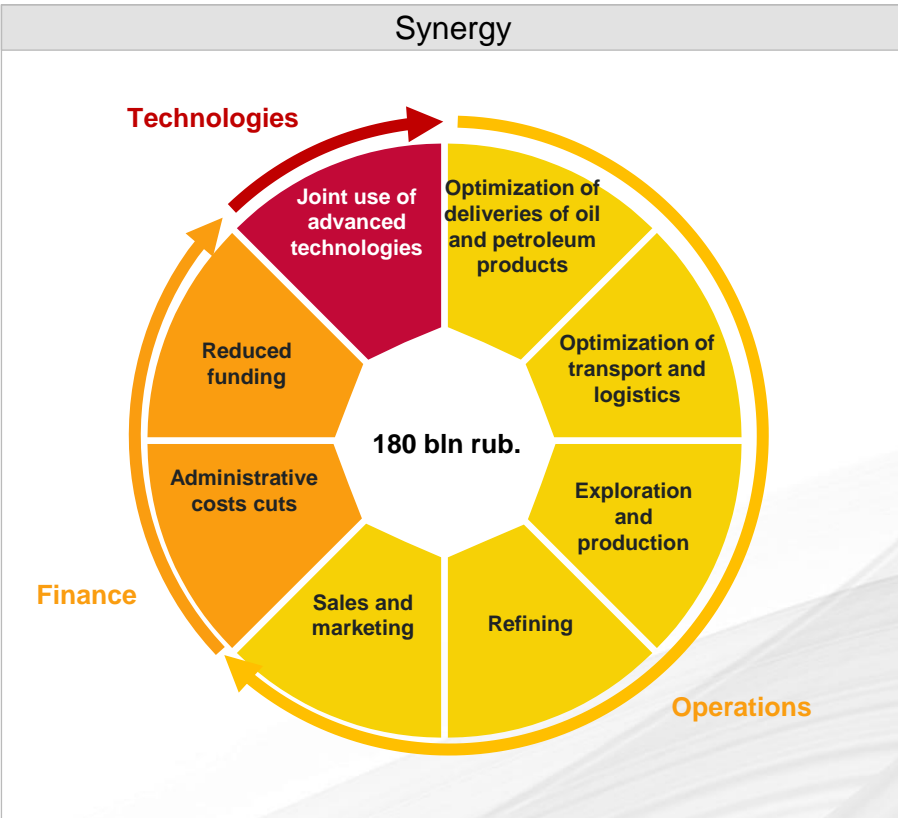 Synergy
Technologies
Joint use of
advanced
technologies
Optimization of
deliveries of oil
and petroleum
products
Optimization of
transport and
logistics
Exploration
and
production
Refining
Sales and
marketing
Administrative
costs cuts
Reduced
funding
180 bln rub.
Finance
Operations